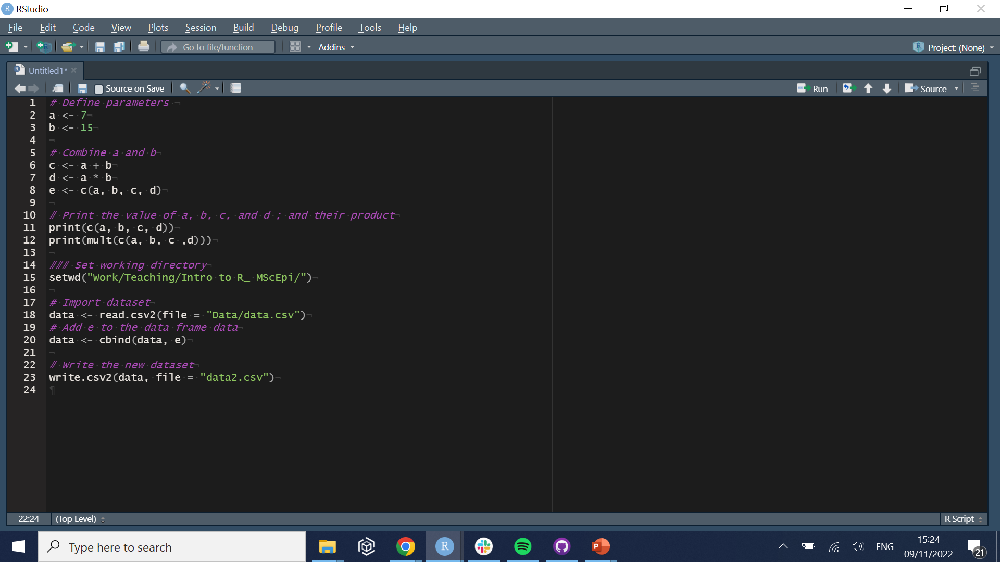 RStudio
File Edit Code View Plots Session Build Debug Profile Tools Help
Go to file/function Addins Project: (None)
Untitled1*
Source on Save Run Source
1 # Define parameters
2 a <- 7
3 b <- 15
4
5 # Combine a and b
6 c <- a + b
7 d <- a * b
8 e <- c(a, b, c, d)
9
10 # Print the value of a, b, c, and d ; and their product
11 print(c(a, b, c, d))
12 print(mult(c(a, b, c ,d)))
13
14 ### Set working directory
15 setwd("Work/Teaching/Intro to R_ MScEpi/")
16
17 # Import dataset
18 data <- read.csv2(file = "Data/data.csv")
19 # Add e to the data frame data
20 data <- cbind(data, e)
21
22 # Write the new dataset
23 write.csv2(data, file = "data2.csv")
24
22:24 (Top Level) R Script
Type here to search
ENG
15:24
09/11/2022
21